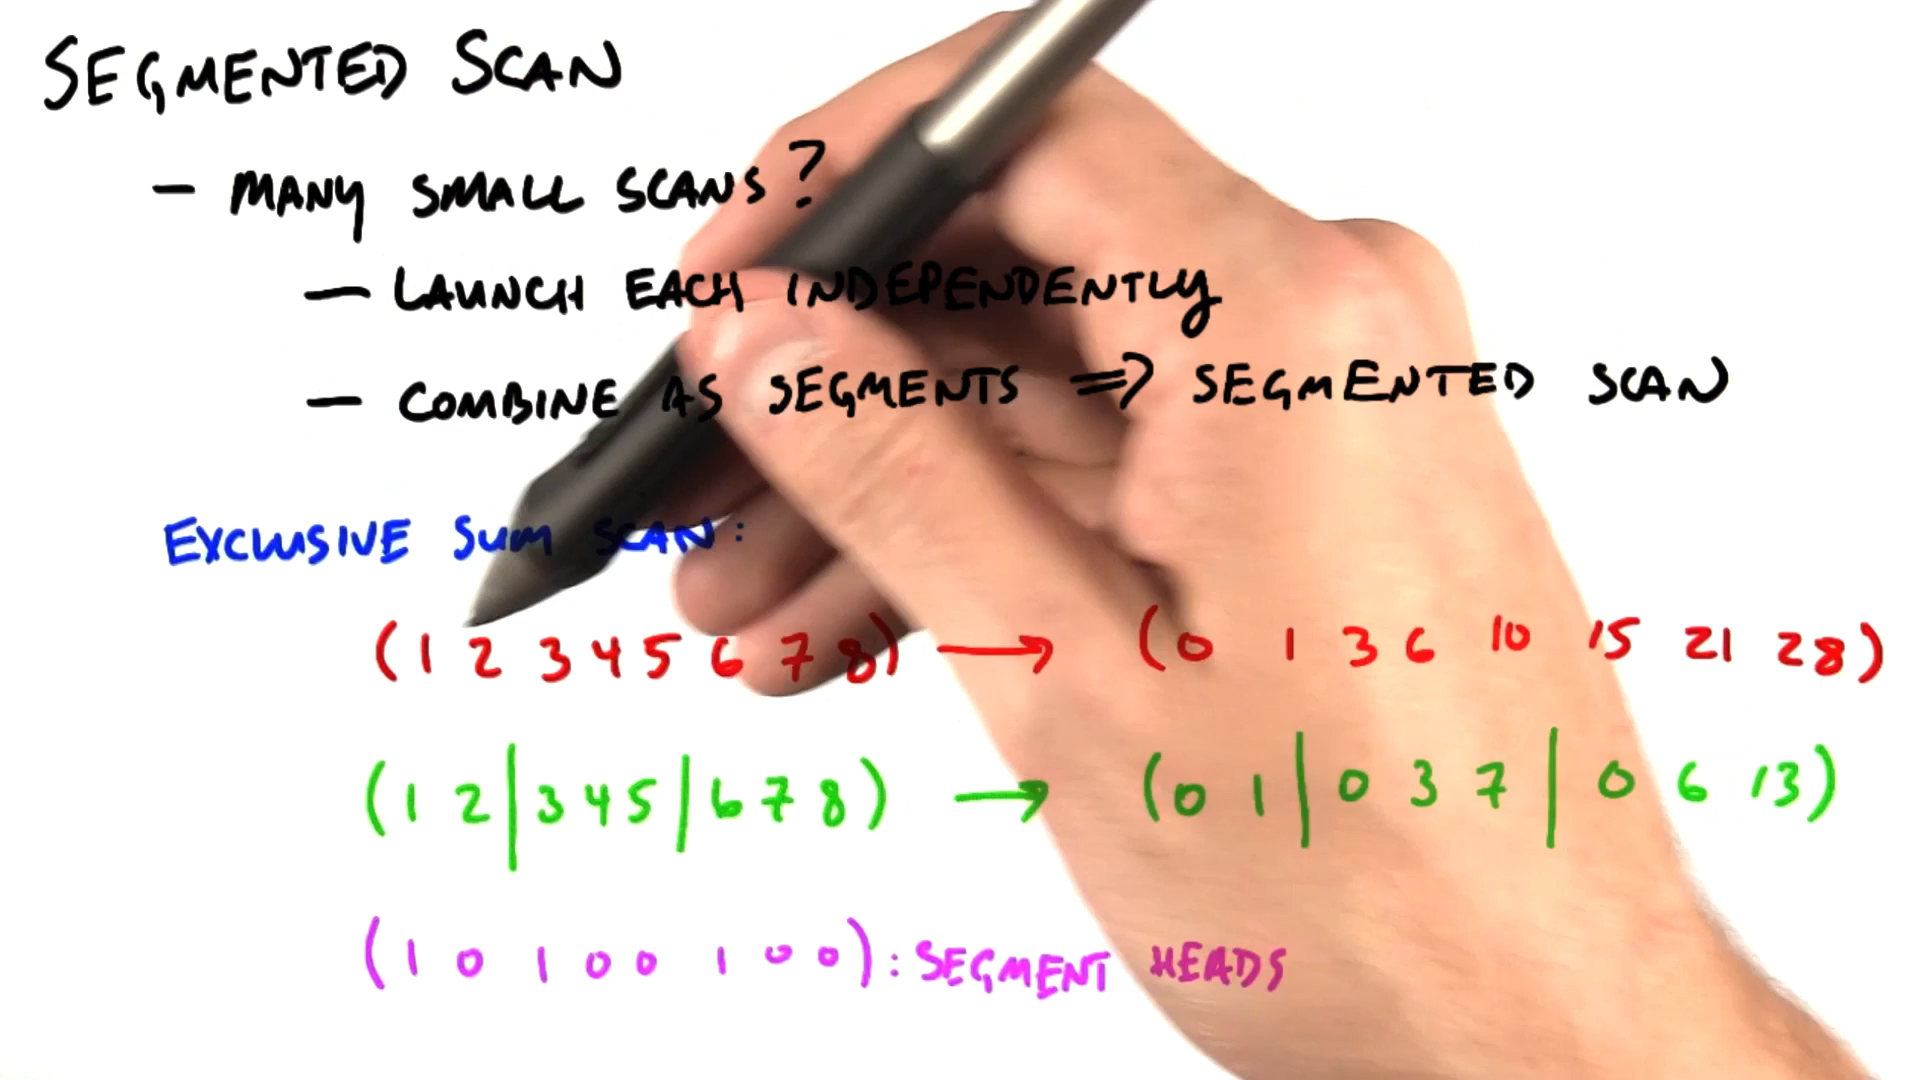 SEGMENTED SCAN
- MANY SMALL SCANS?
- LAUNCH EACH INDEPENDENTLY
- COMBINE AS SEGMENTS => SEGMENTED SCAN
EXCLUSIVE SUM SCAN:
(1 2 3 4 5 6 7 8) → (0 1 3 6 10 15 21 28)
(1 2|3 4 5|6 7 8) → (0 1|0 3 7|0 6 13)
(1 0 1 0 0 1 0 0): SEGMENT HEADS